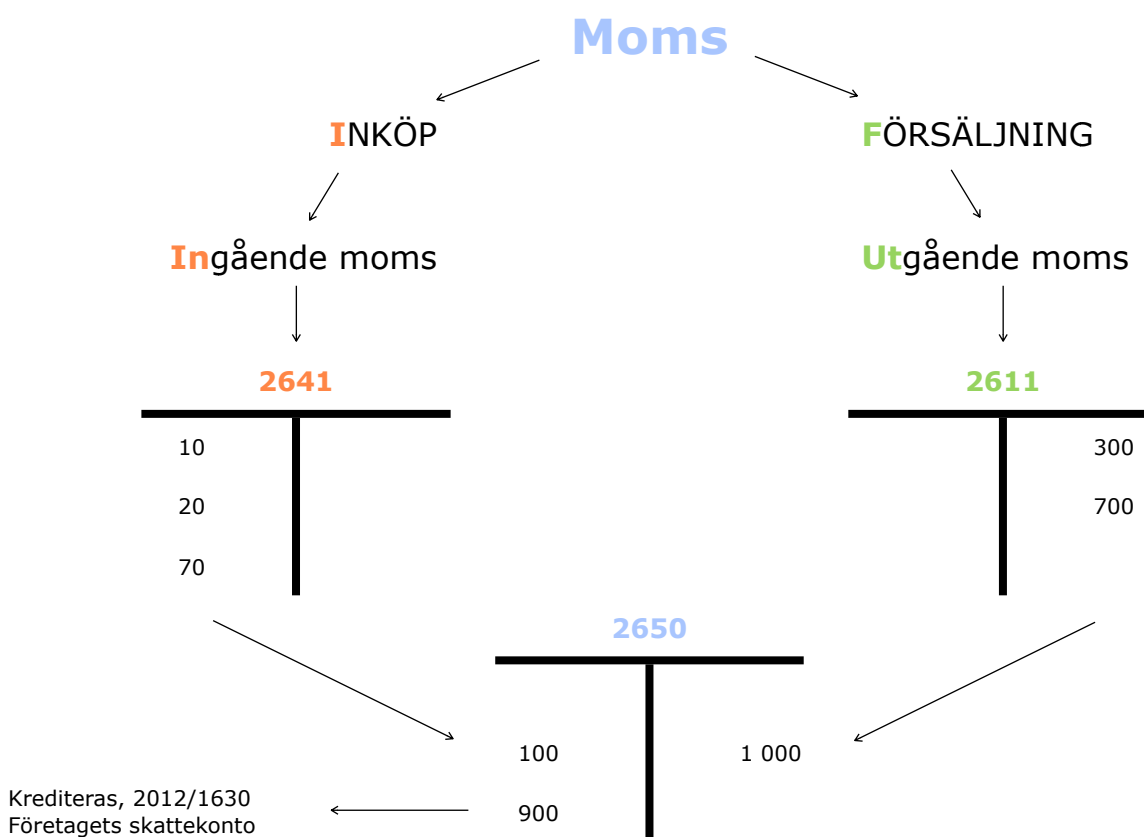 Moms
INKÖP
FÖRSÄLJNING
Ingående moms
Utgående moms
2641
2611
10
300
20
700
70
2650
100
1 000
Krediteras, 2012/1630
Företagets skattekonto
900